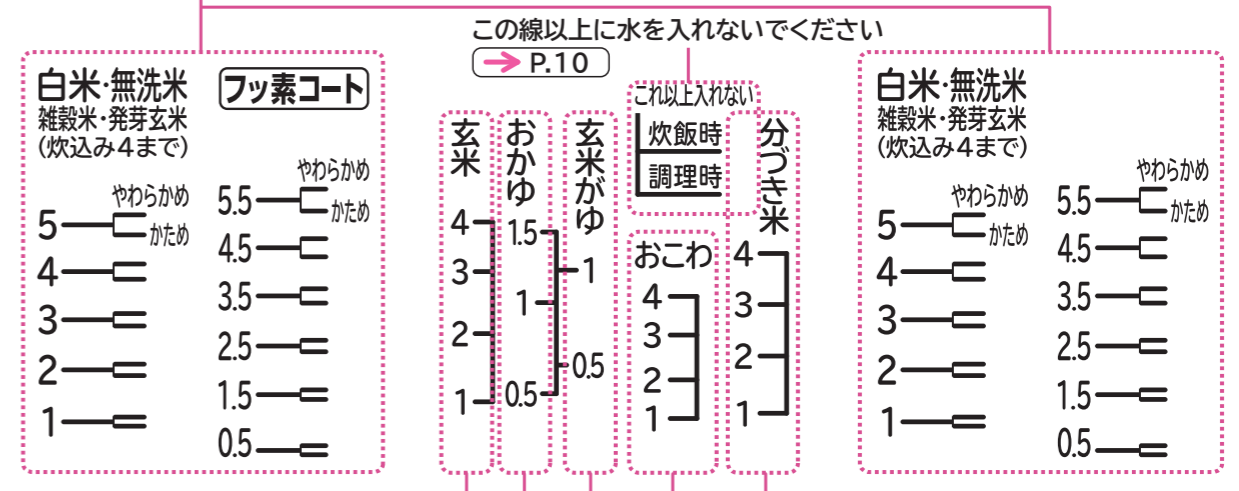 この線以上に水を入れないでください
→ P.10
白米・無洗米
フッ素コート
雑穀米・発芽玄米
(炊込み4まで)
やわらかめ
かため
5
4
3
2
1
やわらかめ
かため
5.5
4.5
3.5
2.5
1.5
0.5
玄米
4
3
2
1
おかゆ
1.5
1
0.5
玄米がゆ
1
0.5
これ以上入れない
炊飯時
調理時
おこわ
4
3
2
1
分づき米
4
3
2
1
白米・無洗米
雑穀米・発芽玄米
(炊込み4まで)
やわらかめ
かため
5
4
3
2
1
やわらかめ
かため
5.5
4.5
3.5
2.5
1.5
0.5